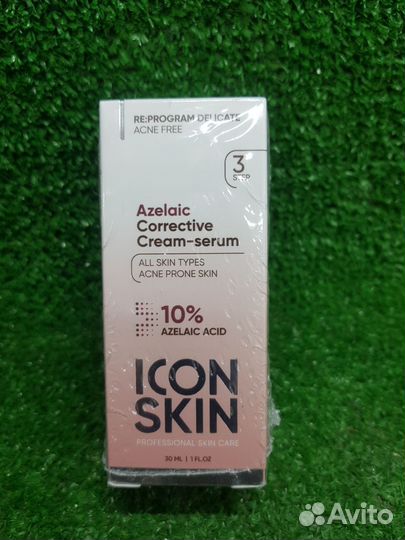 RE:PROGRAM DELICATE
ACNE FREE
3
STEP
Azelaic
Corrective
Cream-serum
ALL SKIN TYPES
ACNE PRONE SKIN
10%
AZELAIC ACID
ICON
SKIN
PROFESSIONAL SKIN CARE
30 ML | 1 FL.OZ
Avito